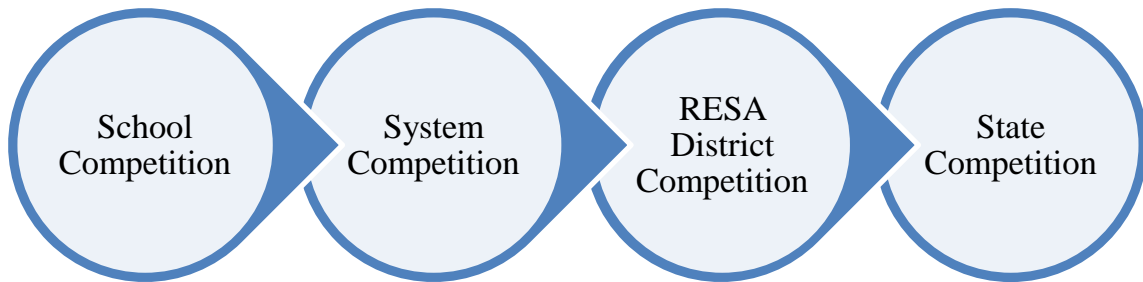 School
Competition
System
Competition
RESA
District
Competition
State
Competition